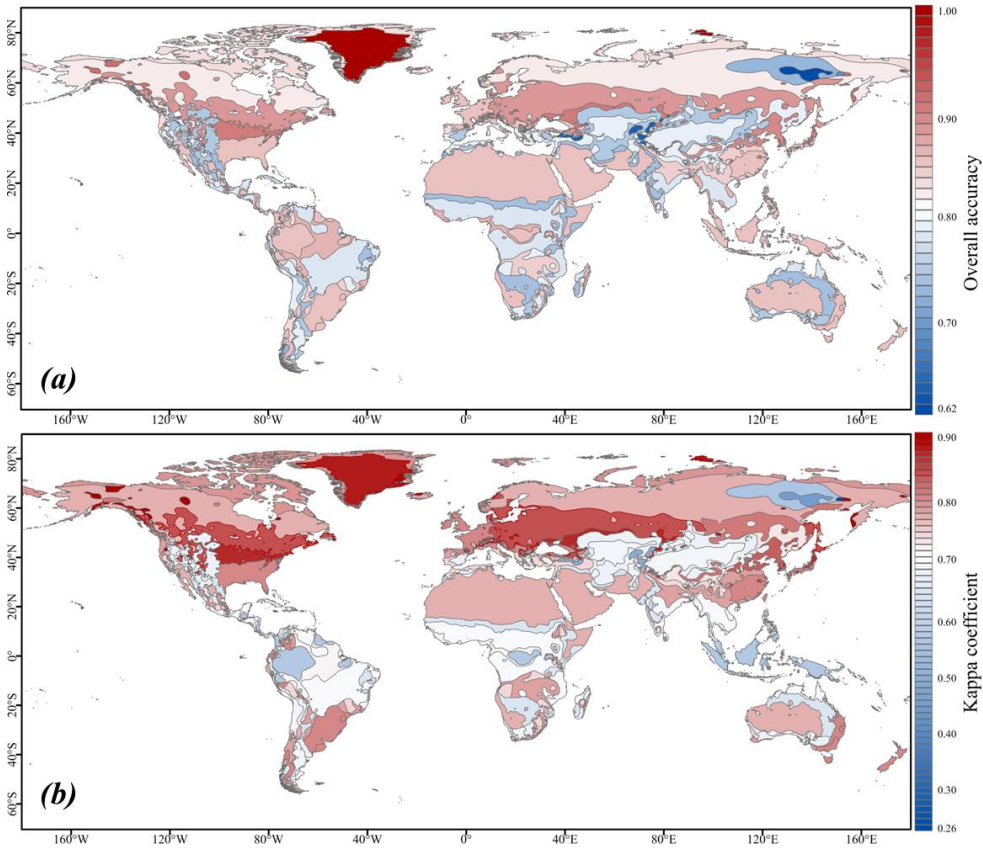 80°N
60°N
40°N
20°N
0°
20°S
40°S
60°S
(a)
160°W
120°W
80°W
40°W
0°
40°E
80°E
120°E
160°E
1.00
0.90
0.80
0.70
0.62
Overall accuracy
80°N
60°N
40°N
20°N
0°
20°S
40°S
60°S
(b)
160°W
120°W
80°W
40°W
0°
40°E
80°E
120°E
160°E
0.90
0.80
0.70
0.60
0.50
0.40
0.30
0.26
Kappa coefficient